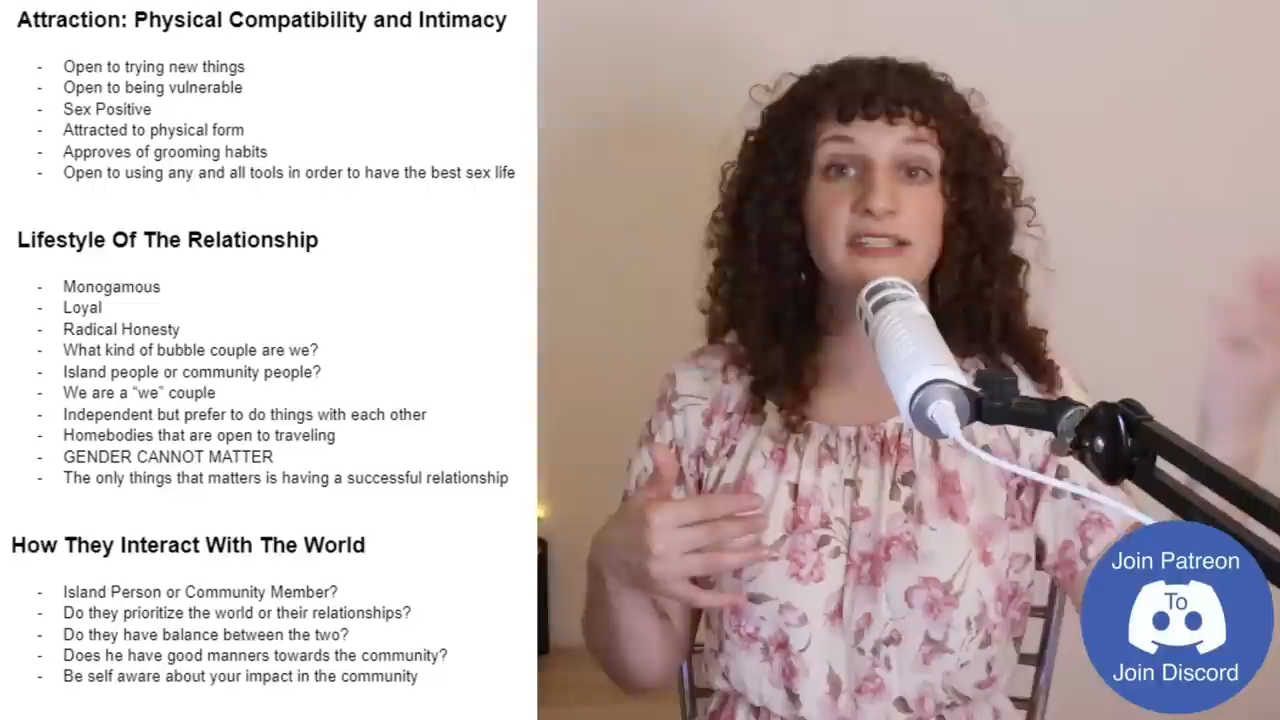 Attraction: Physical Compatibility and Intimacy
- Open to trying new things
- Open to being vulnerable
- Sex Positive
- Attracted to physical form
- Approves of grooming habits
- Open to using any and all tools in order to have the best sex life
Lifestyle Of The Relationship
- Monogamous
- Loyal
- Radical Honesty
- What kind of bubble couple are we?
- Island people or community people?
- We are a “we” couple
- Independent but prefer to do things with each other
- Homebodies that are open to traveling
- GENDER CANNOT MATTER
- The only things that matters is having a successful relationship
How They Interact With The World
- Island Person or Community Member?
- Do they prioritize the world or their relationships?
- Do they have balance between the two?
- Does he have good manners towards the community?
- Be self aware about your impact in the community
Join Patreon
To
Join Discord